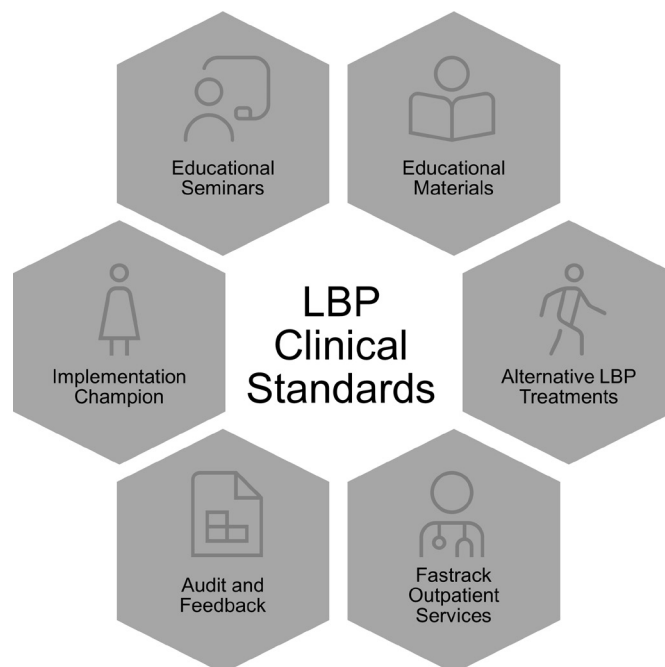 Educational
Seminars
Educational
Materials
Implementation
Champion
LBP
Clinical
Standards
Alternative LBP
Treatments
Audit and
Feedback
Fastrack
Outpatient
Services